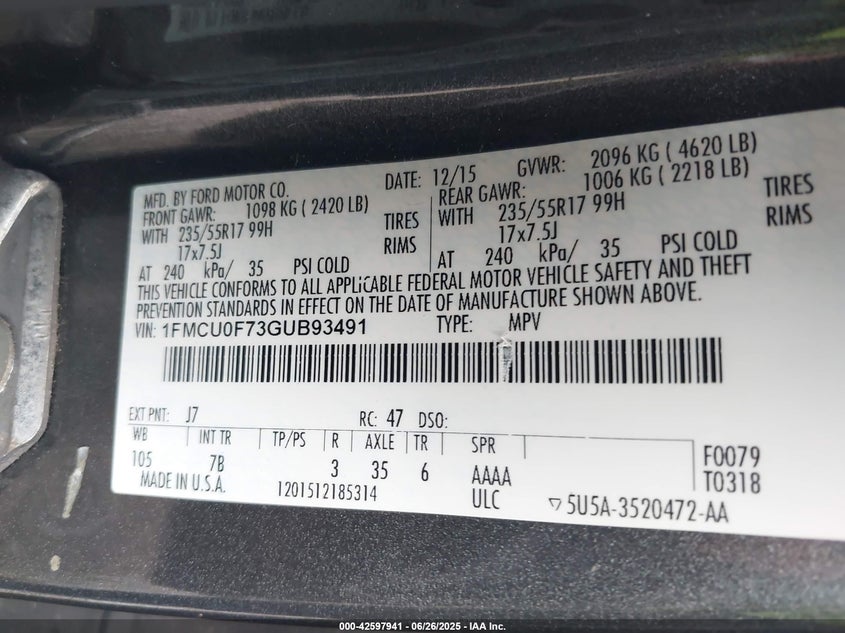 MFD. BY FORD MOTOR CO.
DATE: 12/15 GVWR: 2096 KG ( 4620 LB)
FRONT GAWR: 1098 KG ( 2420 LB)
REAR GAWR: 1006 KG ( 2218 LB)
WITH 235/55R17 99H TIRES
WITH 235/55R17 99H TIRES
17x7.5J RIMS
17x7.5J RIMS
AT 240 kPa/ 35 PSI COLD
AT 240 kPa/ 35 PSI COLD
THIS VEHICLE CONFORMS TO ALL APPLICABLE FEDERAL MOTOR VEHICLE SAFETY AND THEFT
PREVENTION STANDARDS IN EFFECT ON THE DATE OF MANUFACTURE SHOWN ABOVE.
VIN: 1FMCU0F73GUB93491 TYPE: MPV
EXT PNT: J7 RC: 47 DSO:
WB INT TR TP/PS R AXLE TR SPR
105 7B 3 35 6 AAAA F0079
MADE IN U.S.A. 1201512185314 ULC T0318
5U5A-3520472-AA
000-42597941 | 06/26/2025 | IAA Inc.